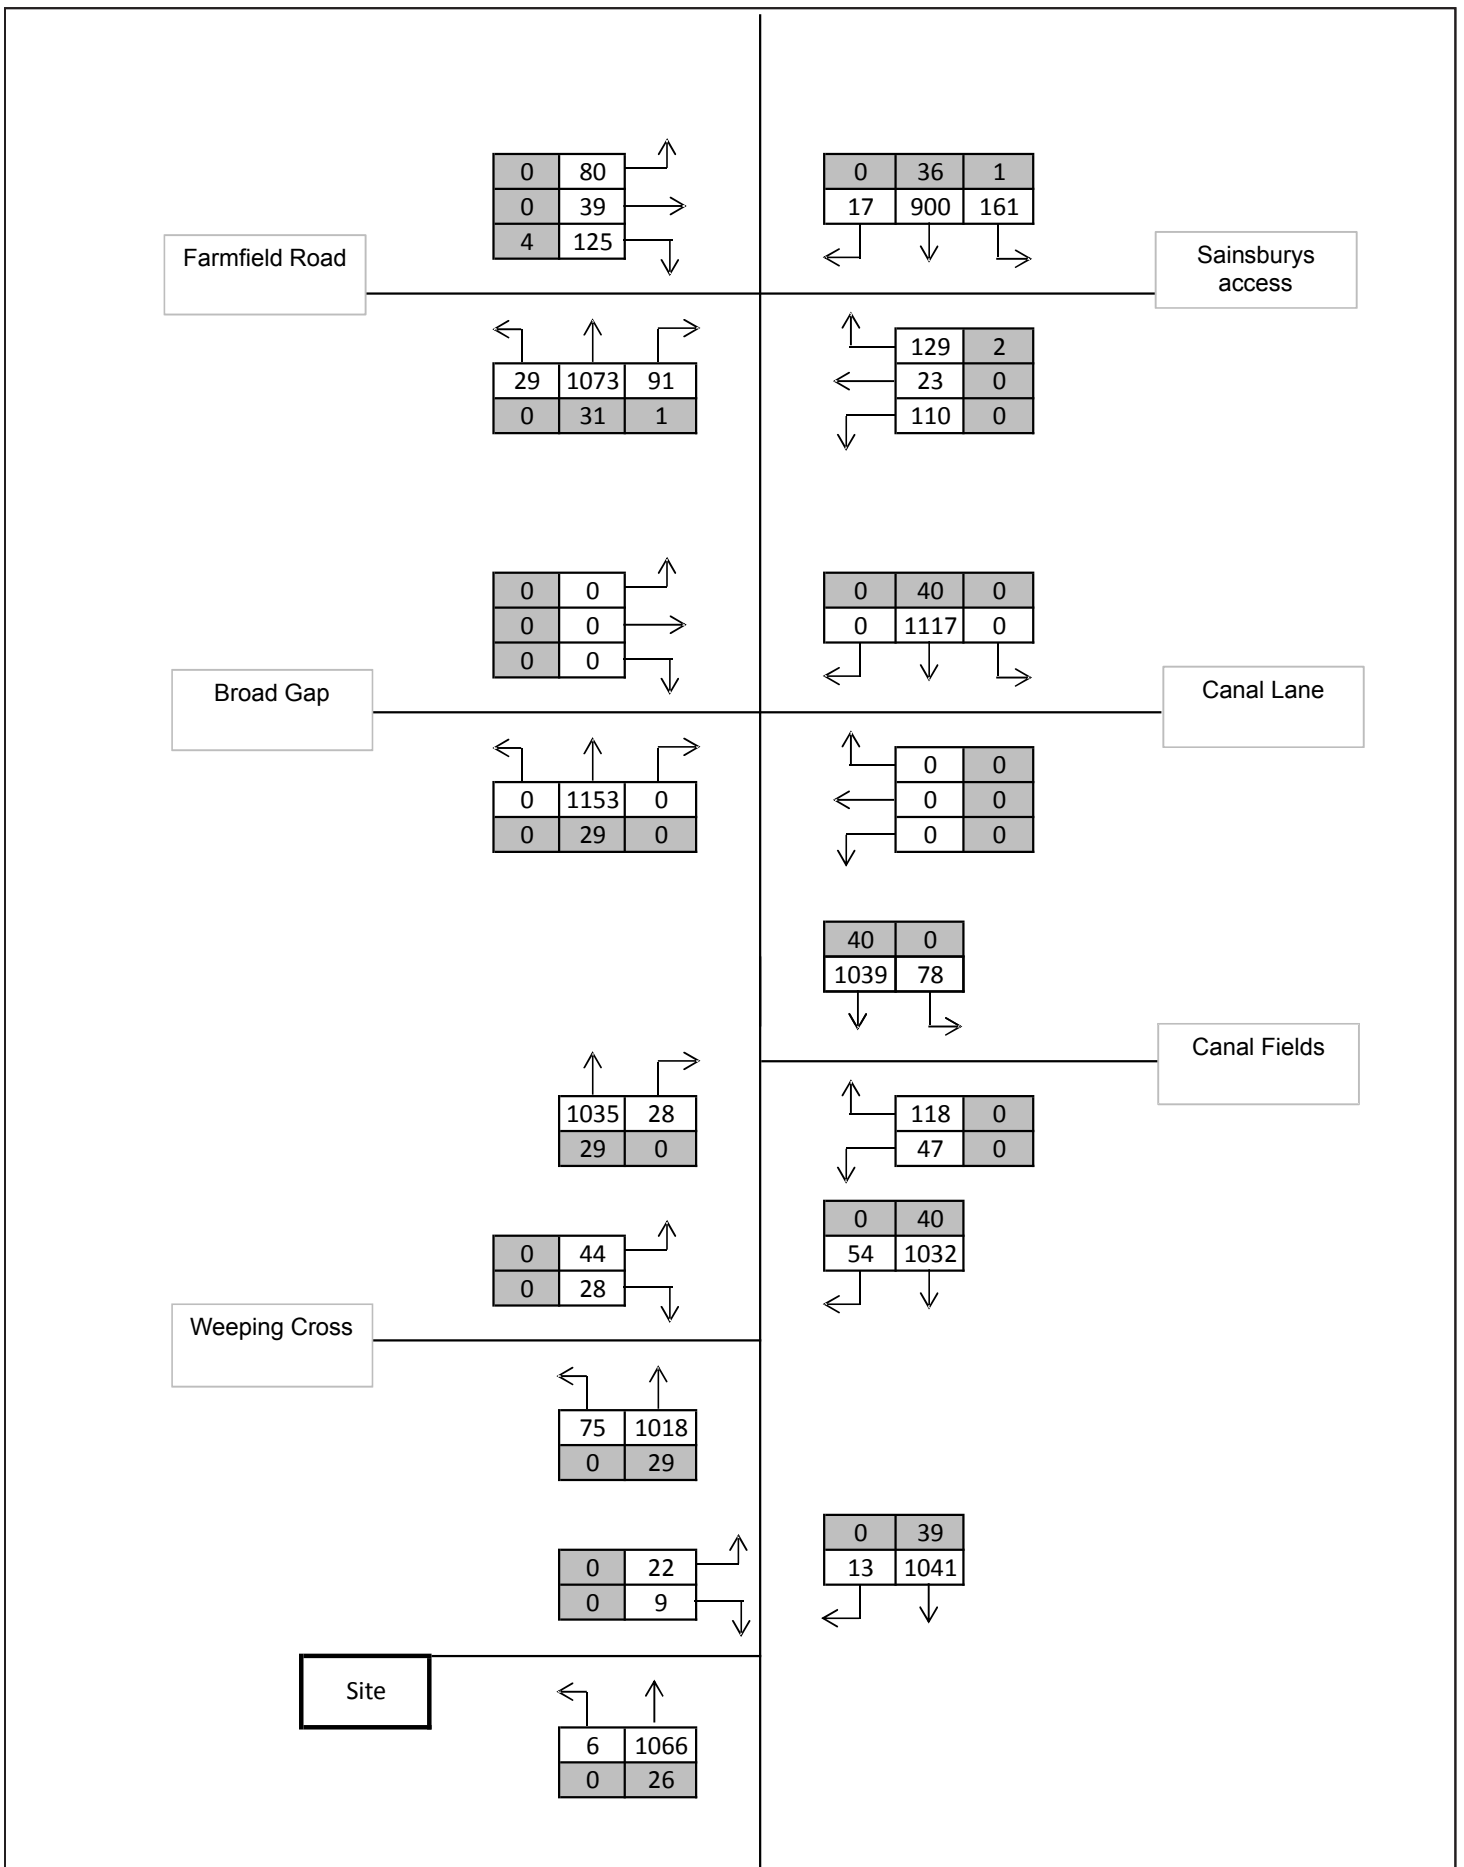 0 80
0 39
4 125
0 36 1
17 900 161
Farmfield Road
Sainsburys
access
29 1073 91
0 31 1
129 2
23 0
110 0
0 0
0 0
0 0
0 40 0
0 1117 0
Broad Gap
Canal Lane
0 1153 0
0 29 0
0 0
0 0
0 0
40 0
1039 78
Canal Fields
1035 28
29 0
118 0
47 0
0 44
0 28
0 40
54 1032
Weeping Cross
75 1018
0 29
0 22
0 9
0 39
13 1041
Site
6 1066
0 26